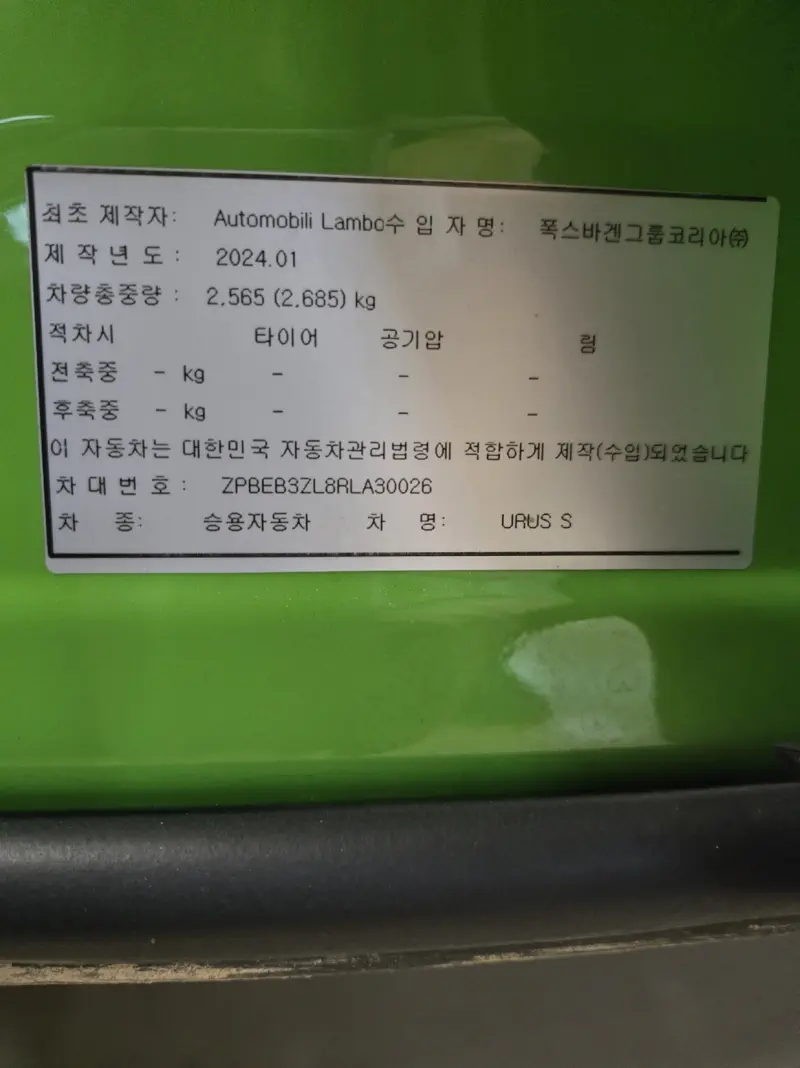 최초 제작자: Automobili Lambo수 입 자 명: 폭스바겐그룹코리아㈜
제 작 년 도 : 2024.01
차량총중량 : 2,565 (2,685) kg
적차시 타이어 공기압 림
전축중 - kg - - -
후축중 - kg - - -
이 자동차는 대한민국 자동차관리법령에 적합하게 제작(수입)되었습니다
차 대 번 호 : ZPBEB3ZL8RLA30026
차 종: 승용자동차 차 명: URUS S